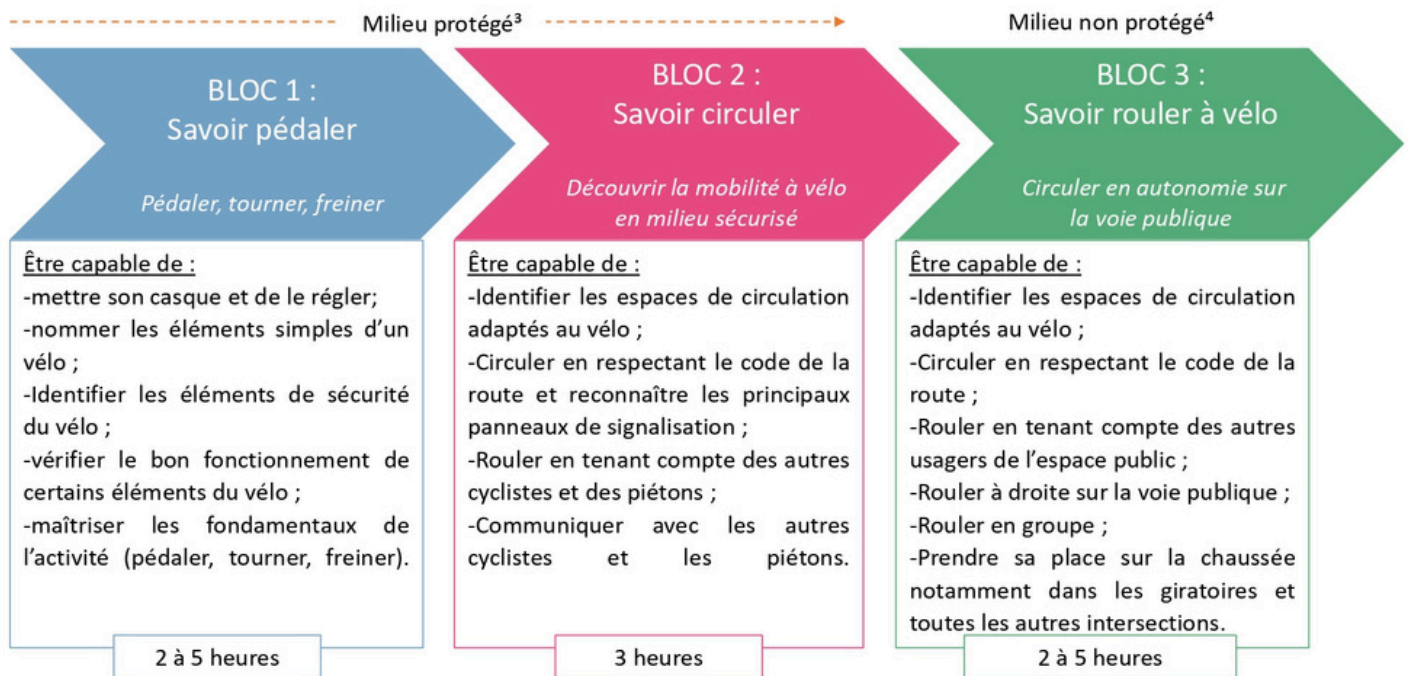 Milieu protégé³
Milieu non protégé⁴
BLOC 1 :
Savoir pédaler
Pédaler, tourner, freiner
Être capable de :
-mettre son casque et de le régler;
-nommer les éléments simples d'un
vélo ;
-Identifier les éléments de sécurité
du vélo ;
-vérifier le bon fonctionnement de
certains éléments du vélo ;
-maîtriser les fondamentaux de
l'activité (pédaler, tourner, freiner).
2 à 5 heures
BLOC 2 :
Savoir circuler
Découvrir la mobilité à vélo
en milieu sécurisé
Être capable de :
-Identifier les espaces de circulation
adaptés au vélo ;
-Circuler en respectant le code de la
route et reconnaître les principaux
panneaux de signalisation ;
-Rouler en tenant compte des autres
cyclistes et des piétons ;
-Communiquer avec les autres
cyclistes et les piétons.
3 heures
BLOC 3 :
Savoir rouler à vélo
Circuler en autonomie sur
la voie publique
Être capable de :
-Identifier les espaces de circulation
adaptés au vélo ;
-Circuler en respectant le code de la
route ;
-Rouler en tenant compte des autres
usagers de l'espace public ;
-Rouler à droite sur la voie publique ;
-Rouler en groupe ;
-Prendre sa place sur la chaussée
notamment dans les giratoires et
toutes les autres intersections.
2 à 5 heures